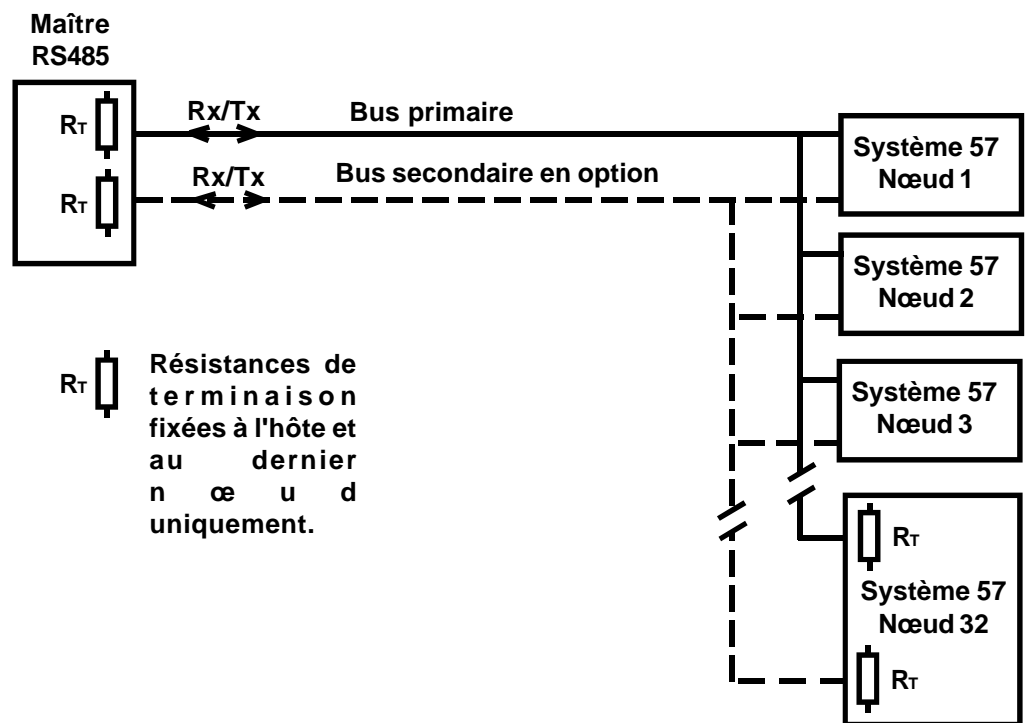 Maître
RS485
RT
Rx/Tx
Bus primaire
RT
Rx/Tx
Bus secondaire en option
Système 57
Nœud 1
Système 57
Nœud 2
Système 57
Nœud 3
RT
Résistances de
terminaison
fixées à l'hôte et
au dernier
nœud
uniquement.
RT
Système 57
Nœud 32
RT